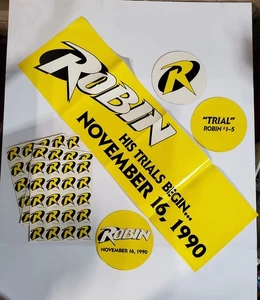 ROBIN
HIS TRIALS BEGIN...
NOVEMBER 16, 1990
R
"TRIAL"
ROBIN #1-5
ROBIN
NOVEMBER 16, 1990